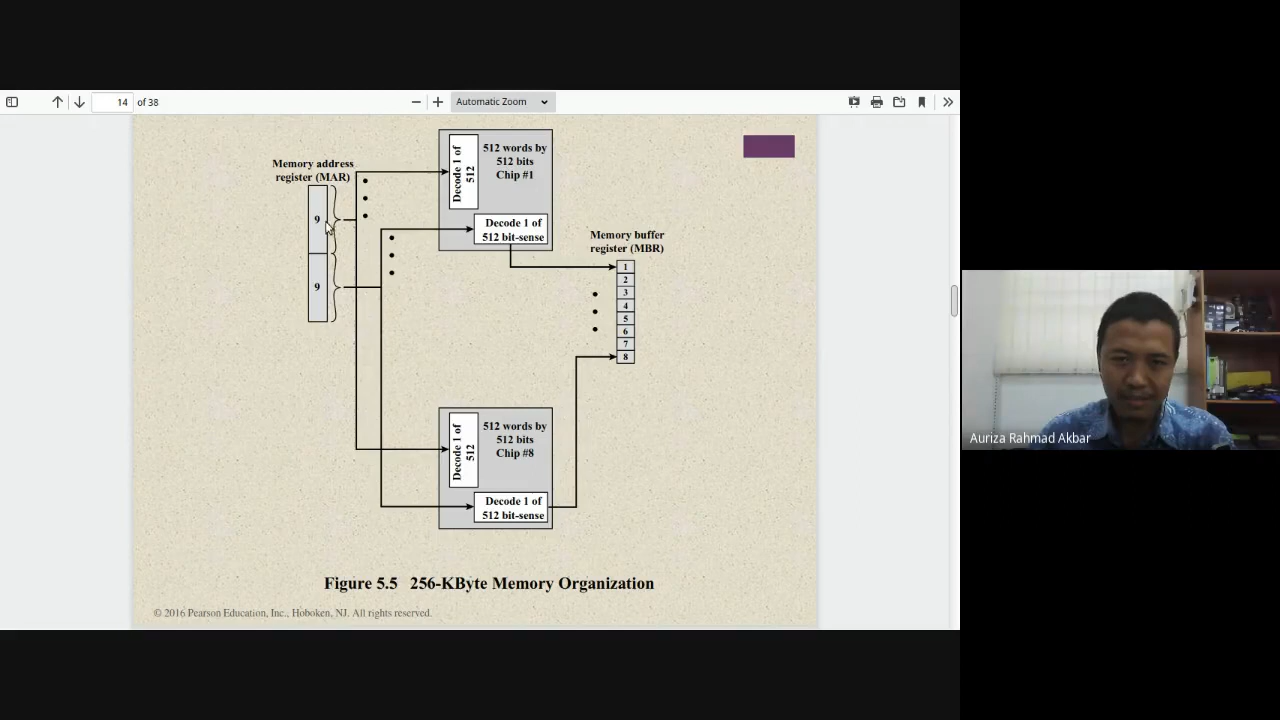 14 of 38
Automatic Zoom
Memory address
register (MAR)
9
9
Decode 1 of
512
512 words by
512 bits
Chip #1
Decode 1 of
512 bit-sense
Memory buffer
register (MBR)
1
2
3
4
5
6
7
8
Decode 1 of
512
512 words by
512 bits
Chip #8
Decode 1 of
512 bit-sense
Figure 5.5 256-KByte Memory Organization
© 2016 Pearson Education, Inc., Hoboken, NJ. All rights reserved.
Auriza Rahmad Akbar